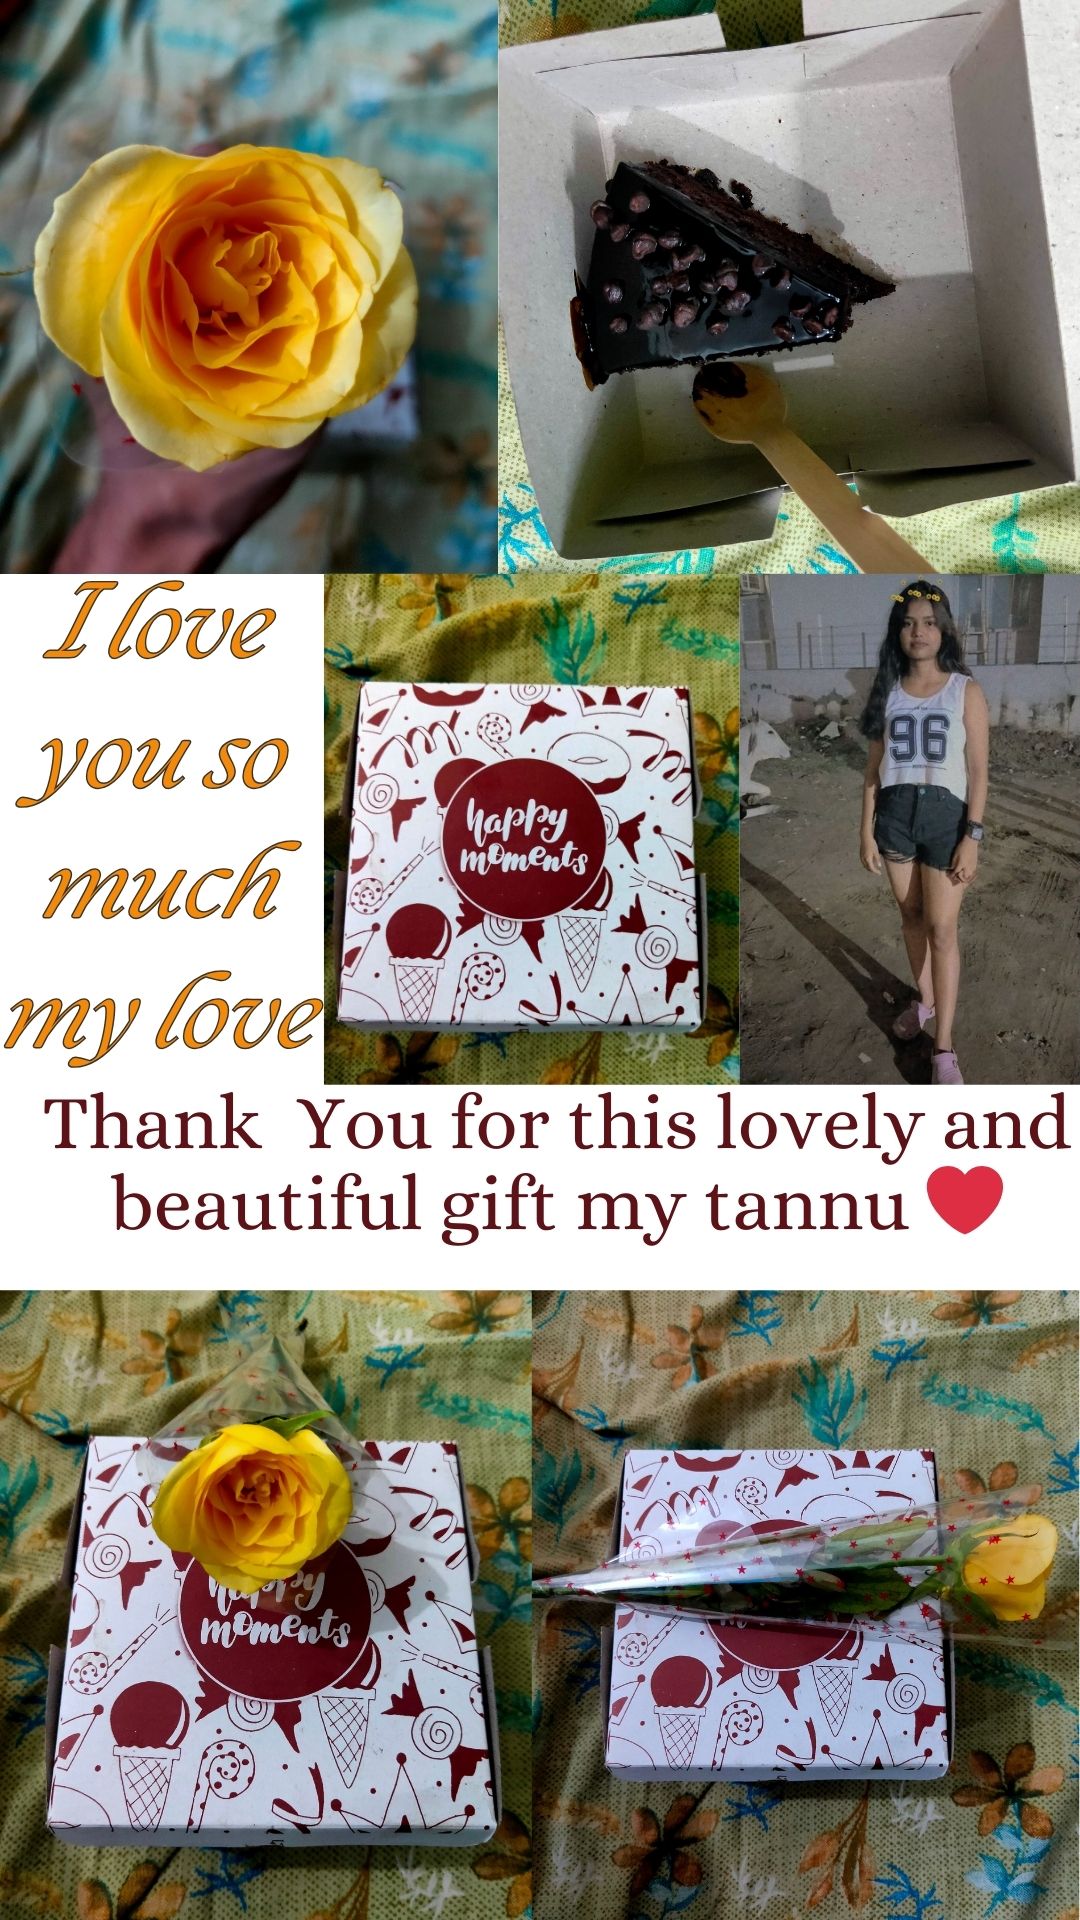 I love
you so
much
my love
happy
moments
96
Thank You for this lovely and
beautiful gift my tannu ❤
happy
moments